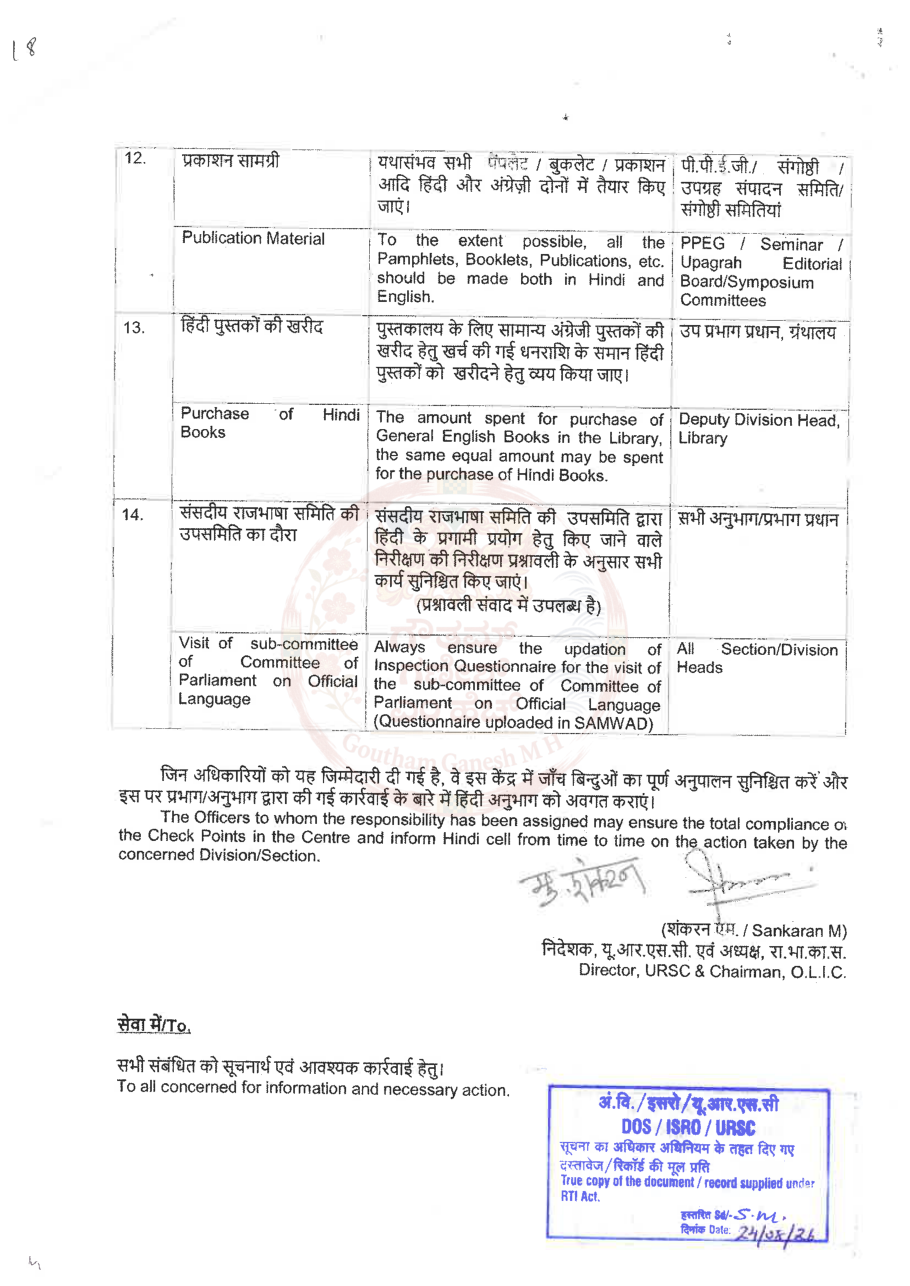 18
12.
प्रकाशन सामग्री
यथासंभव सभी पेंपलेट / बुकलेट / प्रकाशन
आदि हिंदी और अंग्रेज़ी दोनों में तैयार किए
जाएं।
पी.पी.ई.जी./ संगोष्ठी /
उपग्रह संपादन समिति/
संगोष्ठी समितियां
Publication Material
To the extent possible, all the
Pamphlets, Booklets, Publications, etc.
should be made both in Hindi and
English.
PPEG / Seminar /
Upagrah Editorial
Board/Symposium
Committees
13.
हिंदी पुस्तकों की खरीद
पुस्तकालय के लिए सामान्य अंग्रेजी पुस्तकों की
खरीद हेतु खर्च की गई धनराशि के समान हिंदी
पुस्तकों को खरीदने हेतु व्यय किया जाए।
उप प्रभाग प्रधान, ग्रंथालय
Purchase of Hindi
Books
The amount spent for purchase of
General English Books in the Library,
the same equal amount may be spent
for the purchase of Hindi Books.
Deputy Division Head,
Library
14.
संसदीय राजभाषा समिति की
उपसमिति का दौरा
संसदीय राजभाषा समिति की उपसमिति द्वारा
हिंदी के प्रगामी प्रयोग हेतु किए जाने वाले
निरीक्षण की निरीक्षण प्रश्नावली के अनुसार सभी
कार्य सुनिश्चित किए जाएं।
(प्रश्नावली संवाद में उपलब्ध है)
सभी अनुभाग/प्रभाग प्रधान
Visit of sub-committee
of Committee of
Parliament on Official
Language
Always ensure the updation of
Inspection Questionnaire for the visit of
the sub-committee of Committee of
Parliament on Official Language
(Questionnaire uploaded in SAMWAD)
All Section/Division
Heads
Goutham Ganesh M H
जिन अधिकारियों को यह जिम्मेदारी दी गई है, वे इस केंद्र में जाँच बिन्दुओं का पूर्ण अनुपालन सुनिश्चित करें और
इस पर प्रभाग/अनुभाग द्वारा की गई कार्रवाई के बारे में हिंदी अनुभाग को अवगत कराएं।
The Officers to whom the responsibility has been assigned may ensure the total compliance of
the Check Points in the Centre and inform Hindi cell from time to time on the action taken by the
concerned Division/Section.
मु. शंकरन
(शंकरन एम. / Sankaran M)
निदेशक, यू.आर.एस.सी. एवं अध्यक्ष, रा.भा.का.स.
Director, URSC & Chairman, O.L.I.C.
सेवा में/To,
सभी संबंधित को सूचनार्थ एवं आवश्यक कार्रवाई हेतु।
To all concerned for information and necessary action.
अं.वि./इसरो/यू.आर.एस.सी
DOS / ISRO / URSC
सूचना का अधिकार अधिनियम के तहत दिए गए
दस्तावेज/रिकॉर्ड की मूल प्रति
True copy of the document / record supplied under
RTI Act.
हस्तरित Sd/- S.M.
दिनांक Date: 24/08/26